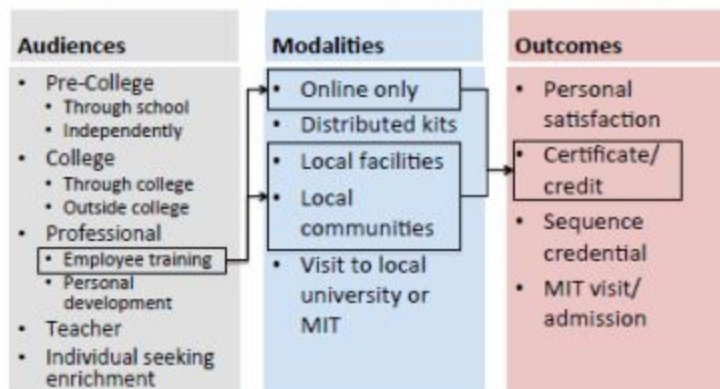 Audiences
• Pre-College
• Through school
• Independently
• College
• Through college
• Outside college
• Professional
• Employee training
• Personal
development
• Teacher
• Individual seeking
enrichment
Modalities
• Online only
• Distributed kits
• Local facilities
• Local
communities
• Visit to local
university or
MIT
Outcomes
• Personal
satisfaction
• Certificate/
credit
• Sequence
credential
• MIT visit/
admission